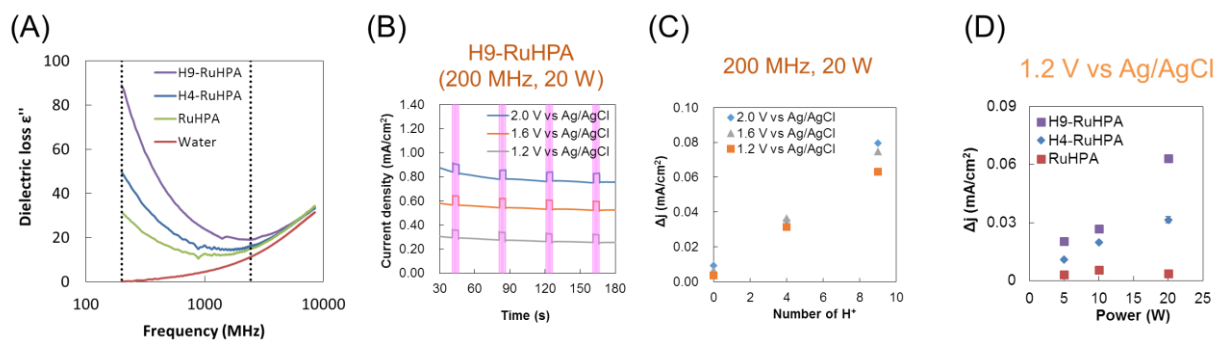 (A)
100
80
60
40
20
0
Dielectric loss ε''
H9-RuHPA
H4-RuHPA
RuHPA
Water
100
1000
10000
Frequency (MHz)
(B)
H9-RuHPA
(200 MHz, 20 W)
1.40
1.20
1.00
0.80
0.60
0.40
0.20
0.00
Current density (mA/cm²)
2.0 V vs Ag/AgCl
1.6 V vs Ag/AgCl
1.2 V vs Ag/AgCl
30 60 90 120 150 180
Time (s)
(C)
200 MHz, 20 W
0.10
0.08
0.06
0.04
0.02
0.00
Δj (mA/cm²)
2.0 V vs Ag/AgCl
1.6 V vs Ag/AgCl
1.2 V vs Ag/AgCl
0 2 4 6 8 10
Number of H⁺
(D)
1.2 V vs Ag/AgCl
0.09
0.06
0.03
0
Δj (mA/cm²)
H9-RuHPA
H4-RuHPA
RuHPA
0 5 10 15 20 25
Power (W)